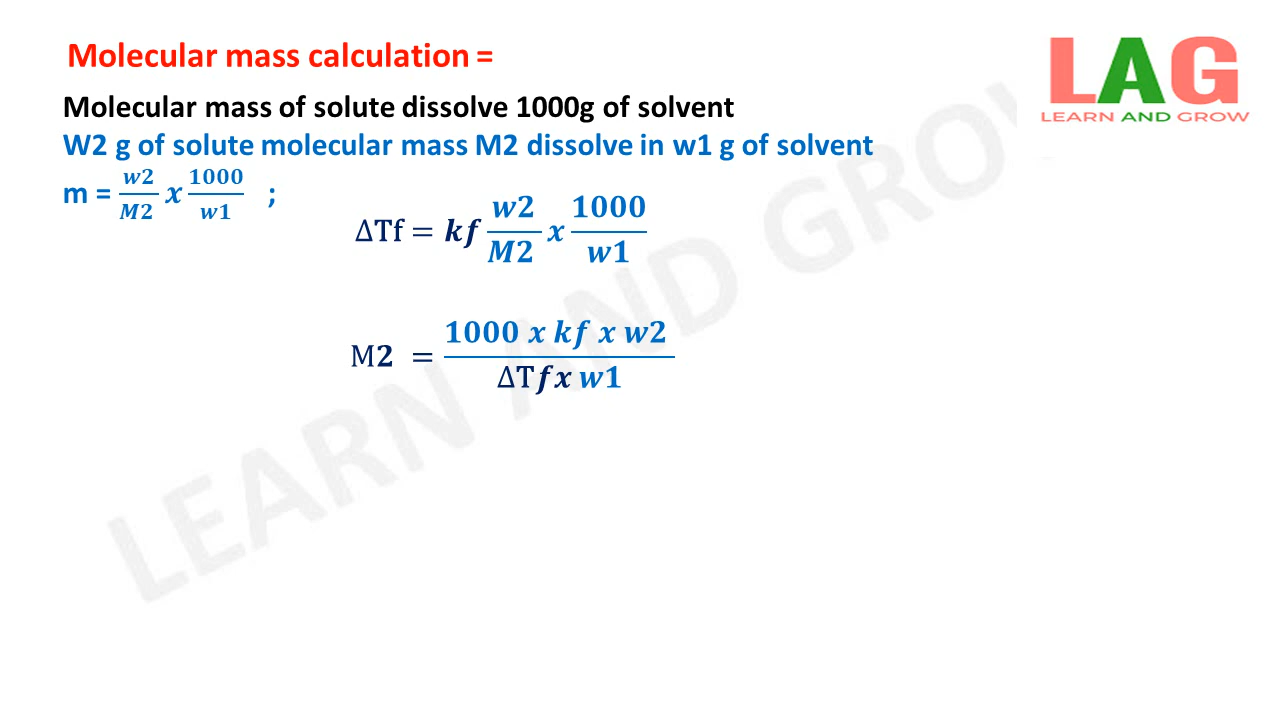 Molecular mass calculation =
LAG
LEARN AND GROW
Molecular mass of solute dissolve 1000g of solvent
W2 g of solute molecular mass M2 dissolve in w1 g of solvent
m = w2/M2 x 1000/w1 ;
ΔTf = kf w2/M2 x 1000/w1
M2 = 1000 x kf x w2 / ΔTfx w1
LEARN AND GROW